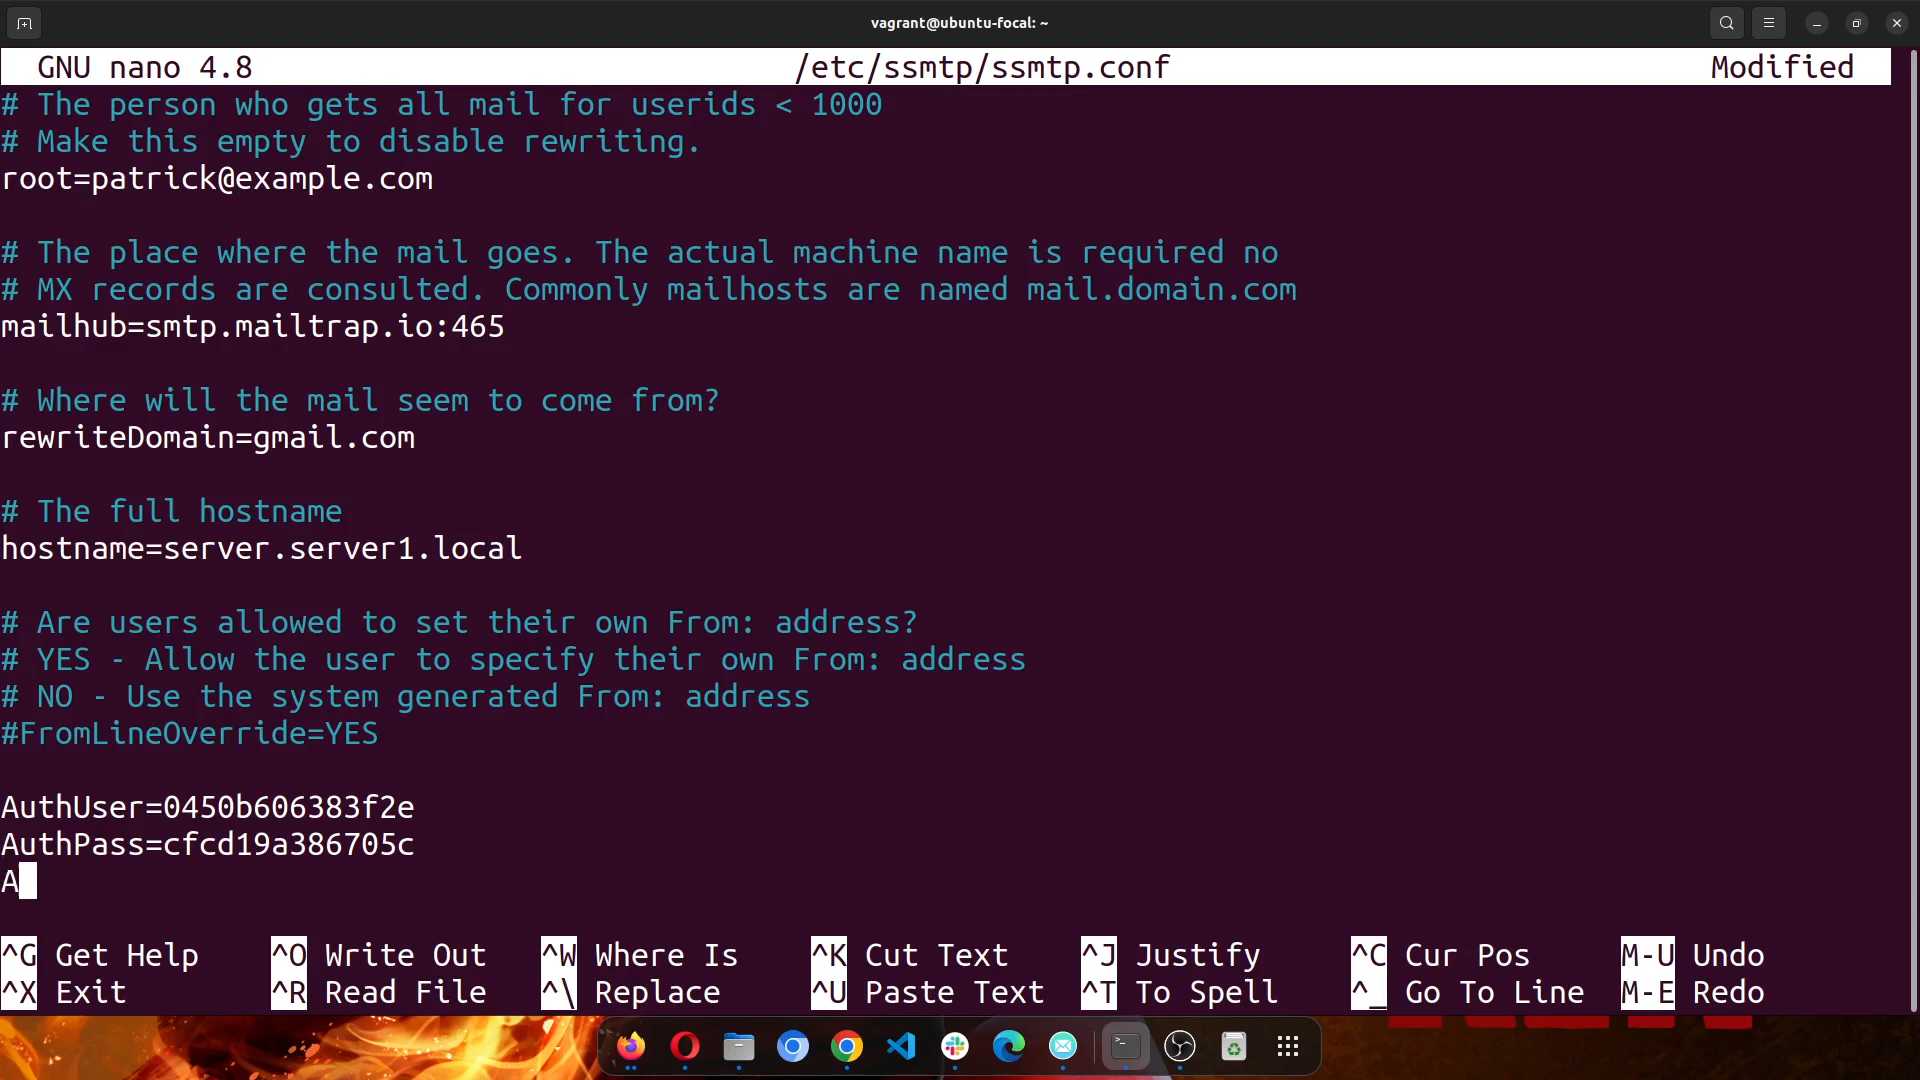 vagrant@ubuntu-focal: ~
GNU nano 4.8 /etc/ssmtp/ssmtp.conf Modified
# The person who gets all mail for userids < 1000
# Make this empty to disable rewriting.
root=patrick@example.com
# The place where the mail goes. The actual machine name is required no
# MX records are consulted. Commonly mailhosts are named mail.domain.com
mailhub=smtp.mailtrap.io:465
# Where will the mail seem to come from?
rewriteDomain=gmail.com
# The full hostname
hostname=server.server1.local
# Are users allowed to set their own From: address?
# YES - Allow the user to specify their own From: address
# NO - Use the system generated From: address
#FromLineOverride=YES
AuthUser=0450b606383f2e
AuthPass=cfcd19a386705c
A
^G Get Help ^O Write Out ^W Where Is ^K Cut Text ^J Justify ^C Cur Pos M-U Undo
^X Exit ^R Read File ^\ Replace ^U Paste Text ^T To Spell ^_ Go To Line M-E Redo